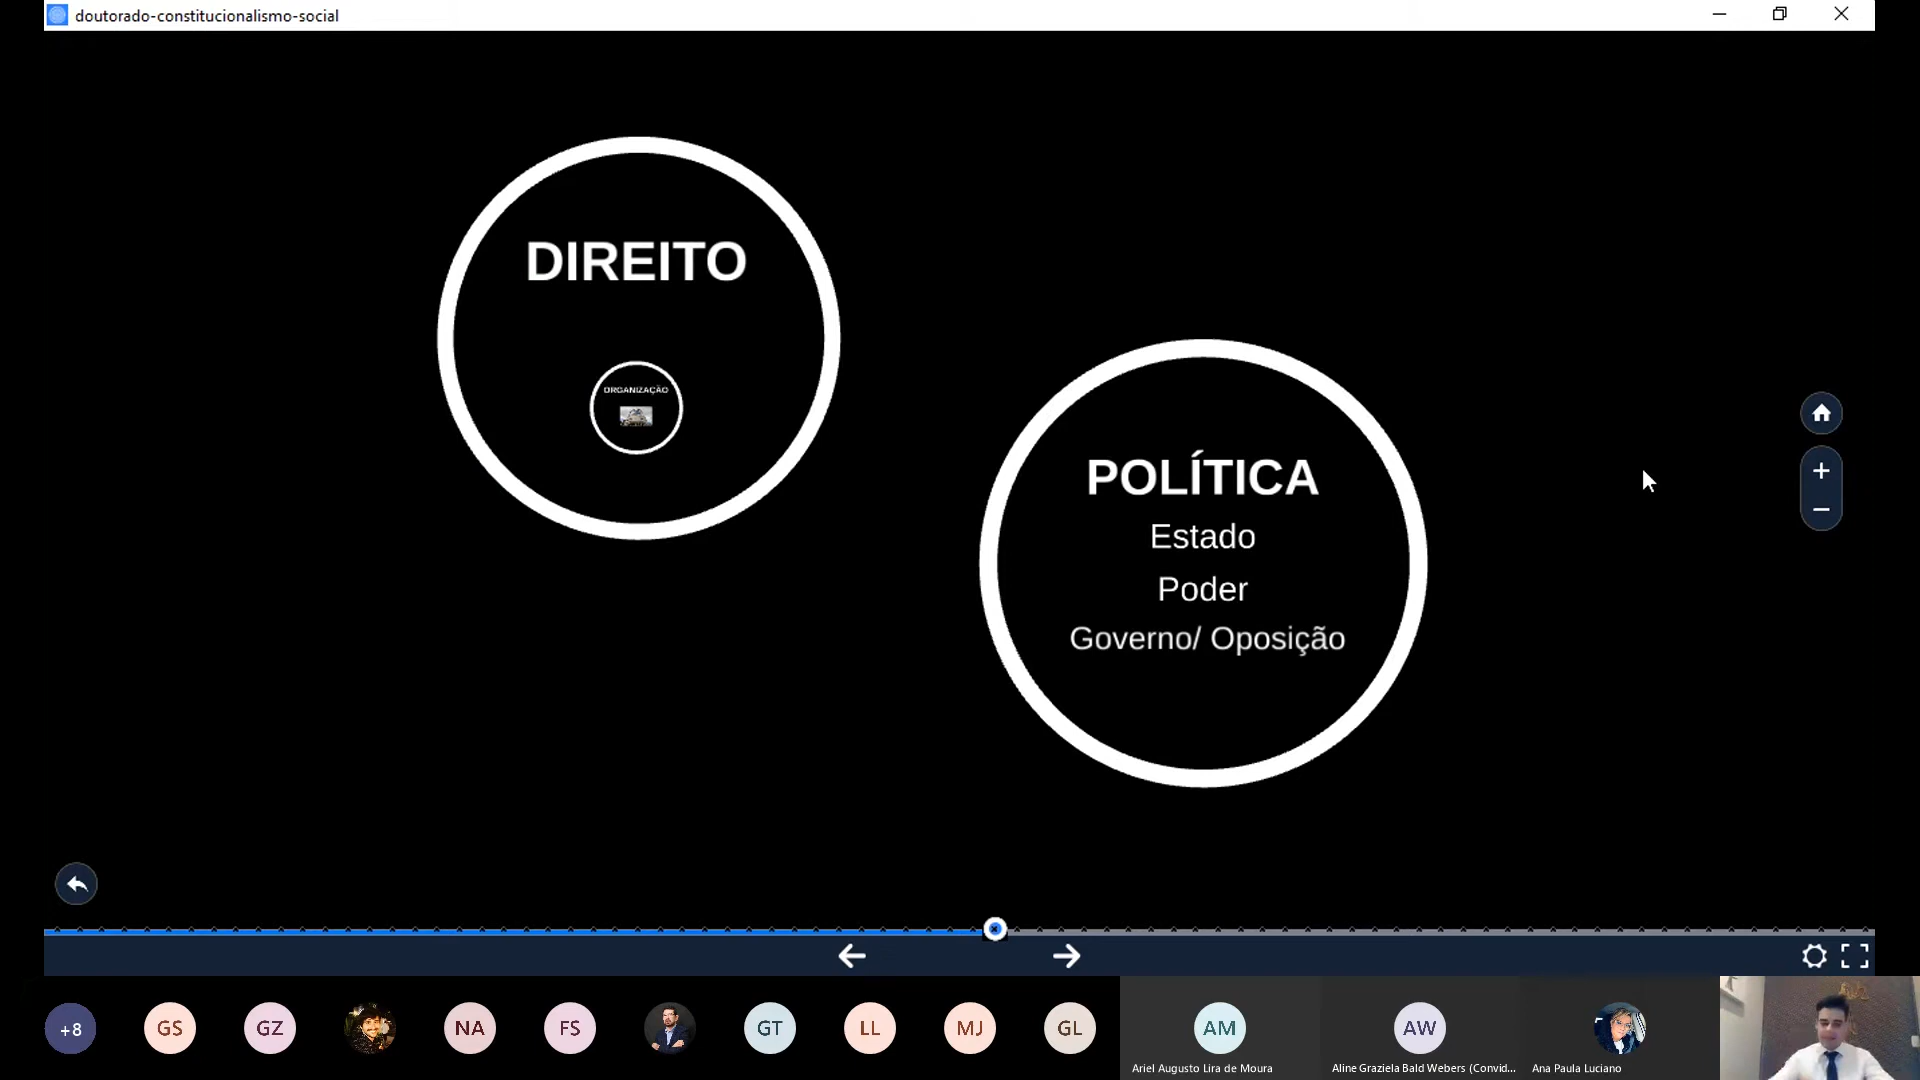 doutorado-constitucionalismo-social
DIREITO
ORGANIZAÇÃO
POLÍTICA
Estado
Poder
Governo/ Oposição
+8
GS
GZ
NA
FS
GT
LL
MJ
GL
AM
AW
Ariel Augusto Lira de Moura
Aline Graziela Bald Webers (Convid...
Ana Paula Luciano